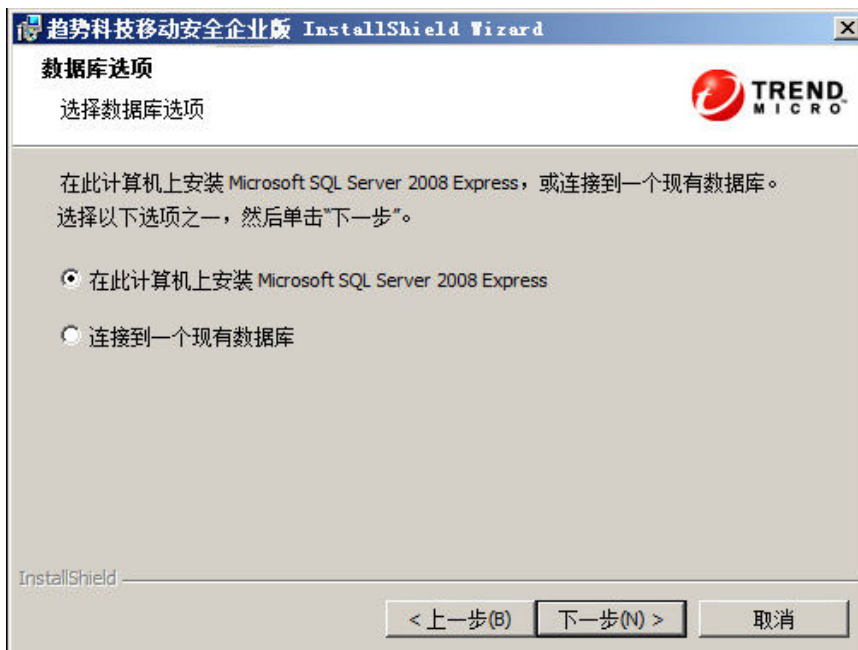 趋势科技移动安全企业版 InstallShield Wizard
数据库选项
选择数据库选项
TREND
MICRO™
在此计算机上安装 Microsoft SQL Server 2008 Express，或连接到一个现有数据库。
选择以下选项之一，然后单击“下一步”。
在此计算机上安装 Microsoft SQL Server 2008 Express
连接到一个现有数据库
InstallShield
< 上一步(B)
下一步(N) >
取消